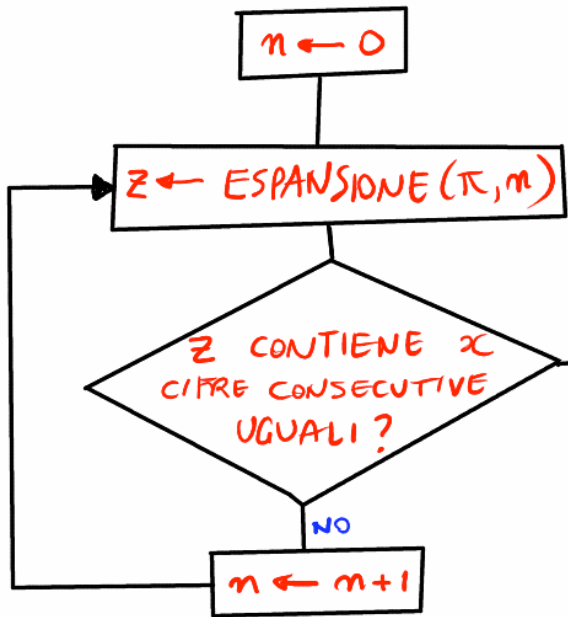 n ← 0
z ← ESPANSIONE (π, n)
z CONTIENE x
CIFRE CONSECUTIVE
UGUALI?
NO
n ← n+1